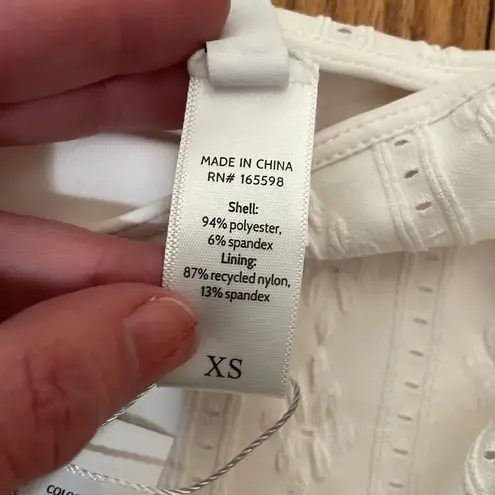 MADE IN CHINA
RN# 165598
Shell:
94% polyester,
6% spandex
Lining:
87% recycled nylon,
13% spandex
XS